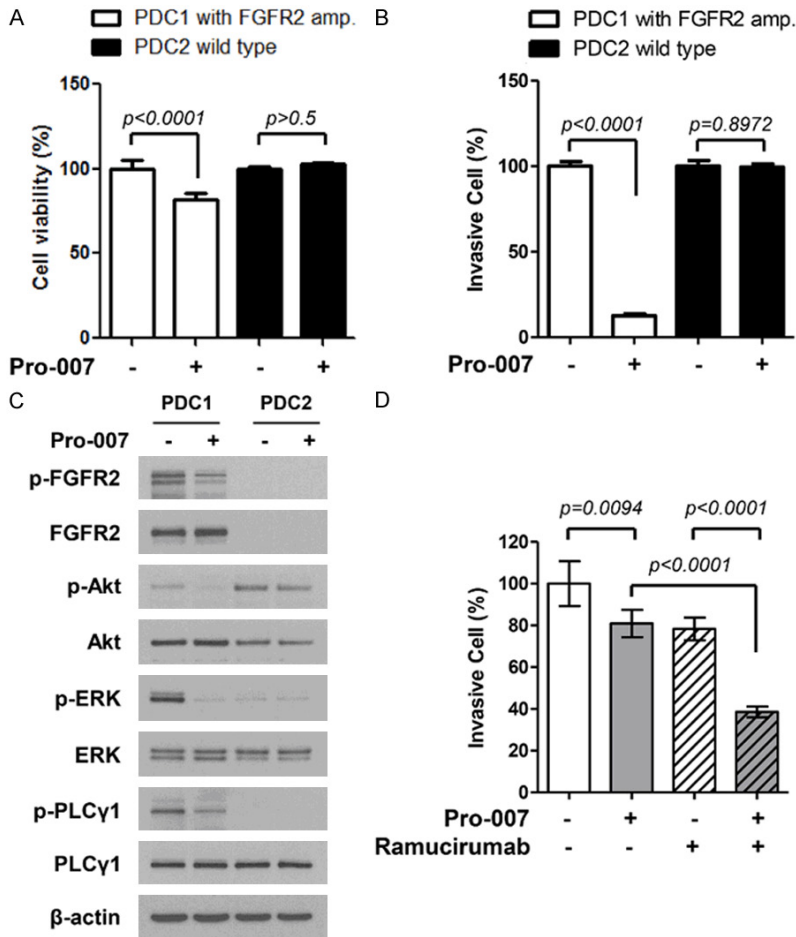 A
PDC1 with FGFR2 amp.
PDC2 wild type
Cell viability (%)
150
100
50
0
p<0.0001
p>0.5
Pro-007 - + - +
B
PDC1 with FGFR2 amp.
PDC2 wild type
Invasive Cell (%)
150
100
50
0
p<0.0001
p=0.8972
Pro-007 - + - +
C
PDC1 PDC2
Pro-007 - + - +
p-FGFR2
FGFR2
p-Akt
Akt
p-ERK
ERK
p-PLCγ1
PLCγ1
β-actin
D
p=0.0094 p<0.0001
p<0.0001
Invasive Cell (%)
120
100
80
60
40
20
0
Pro-007 - + - +
Ramucirumab - - + +